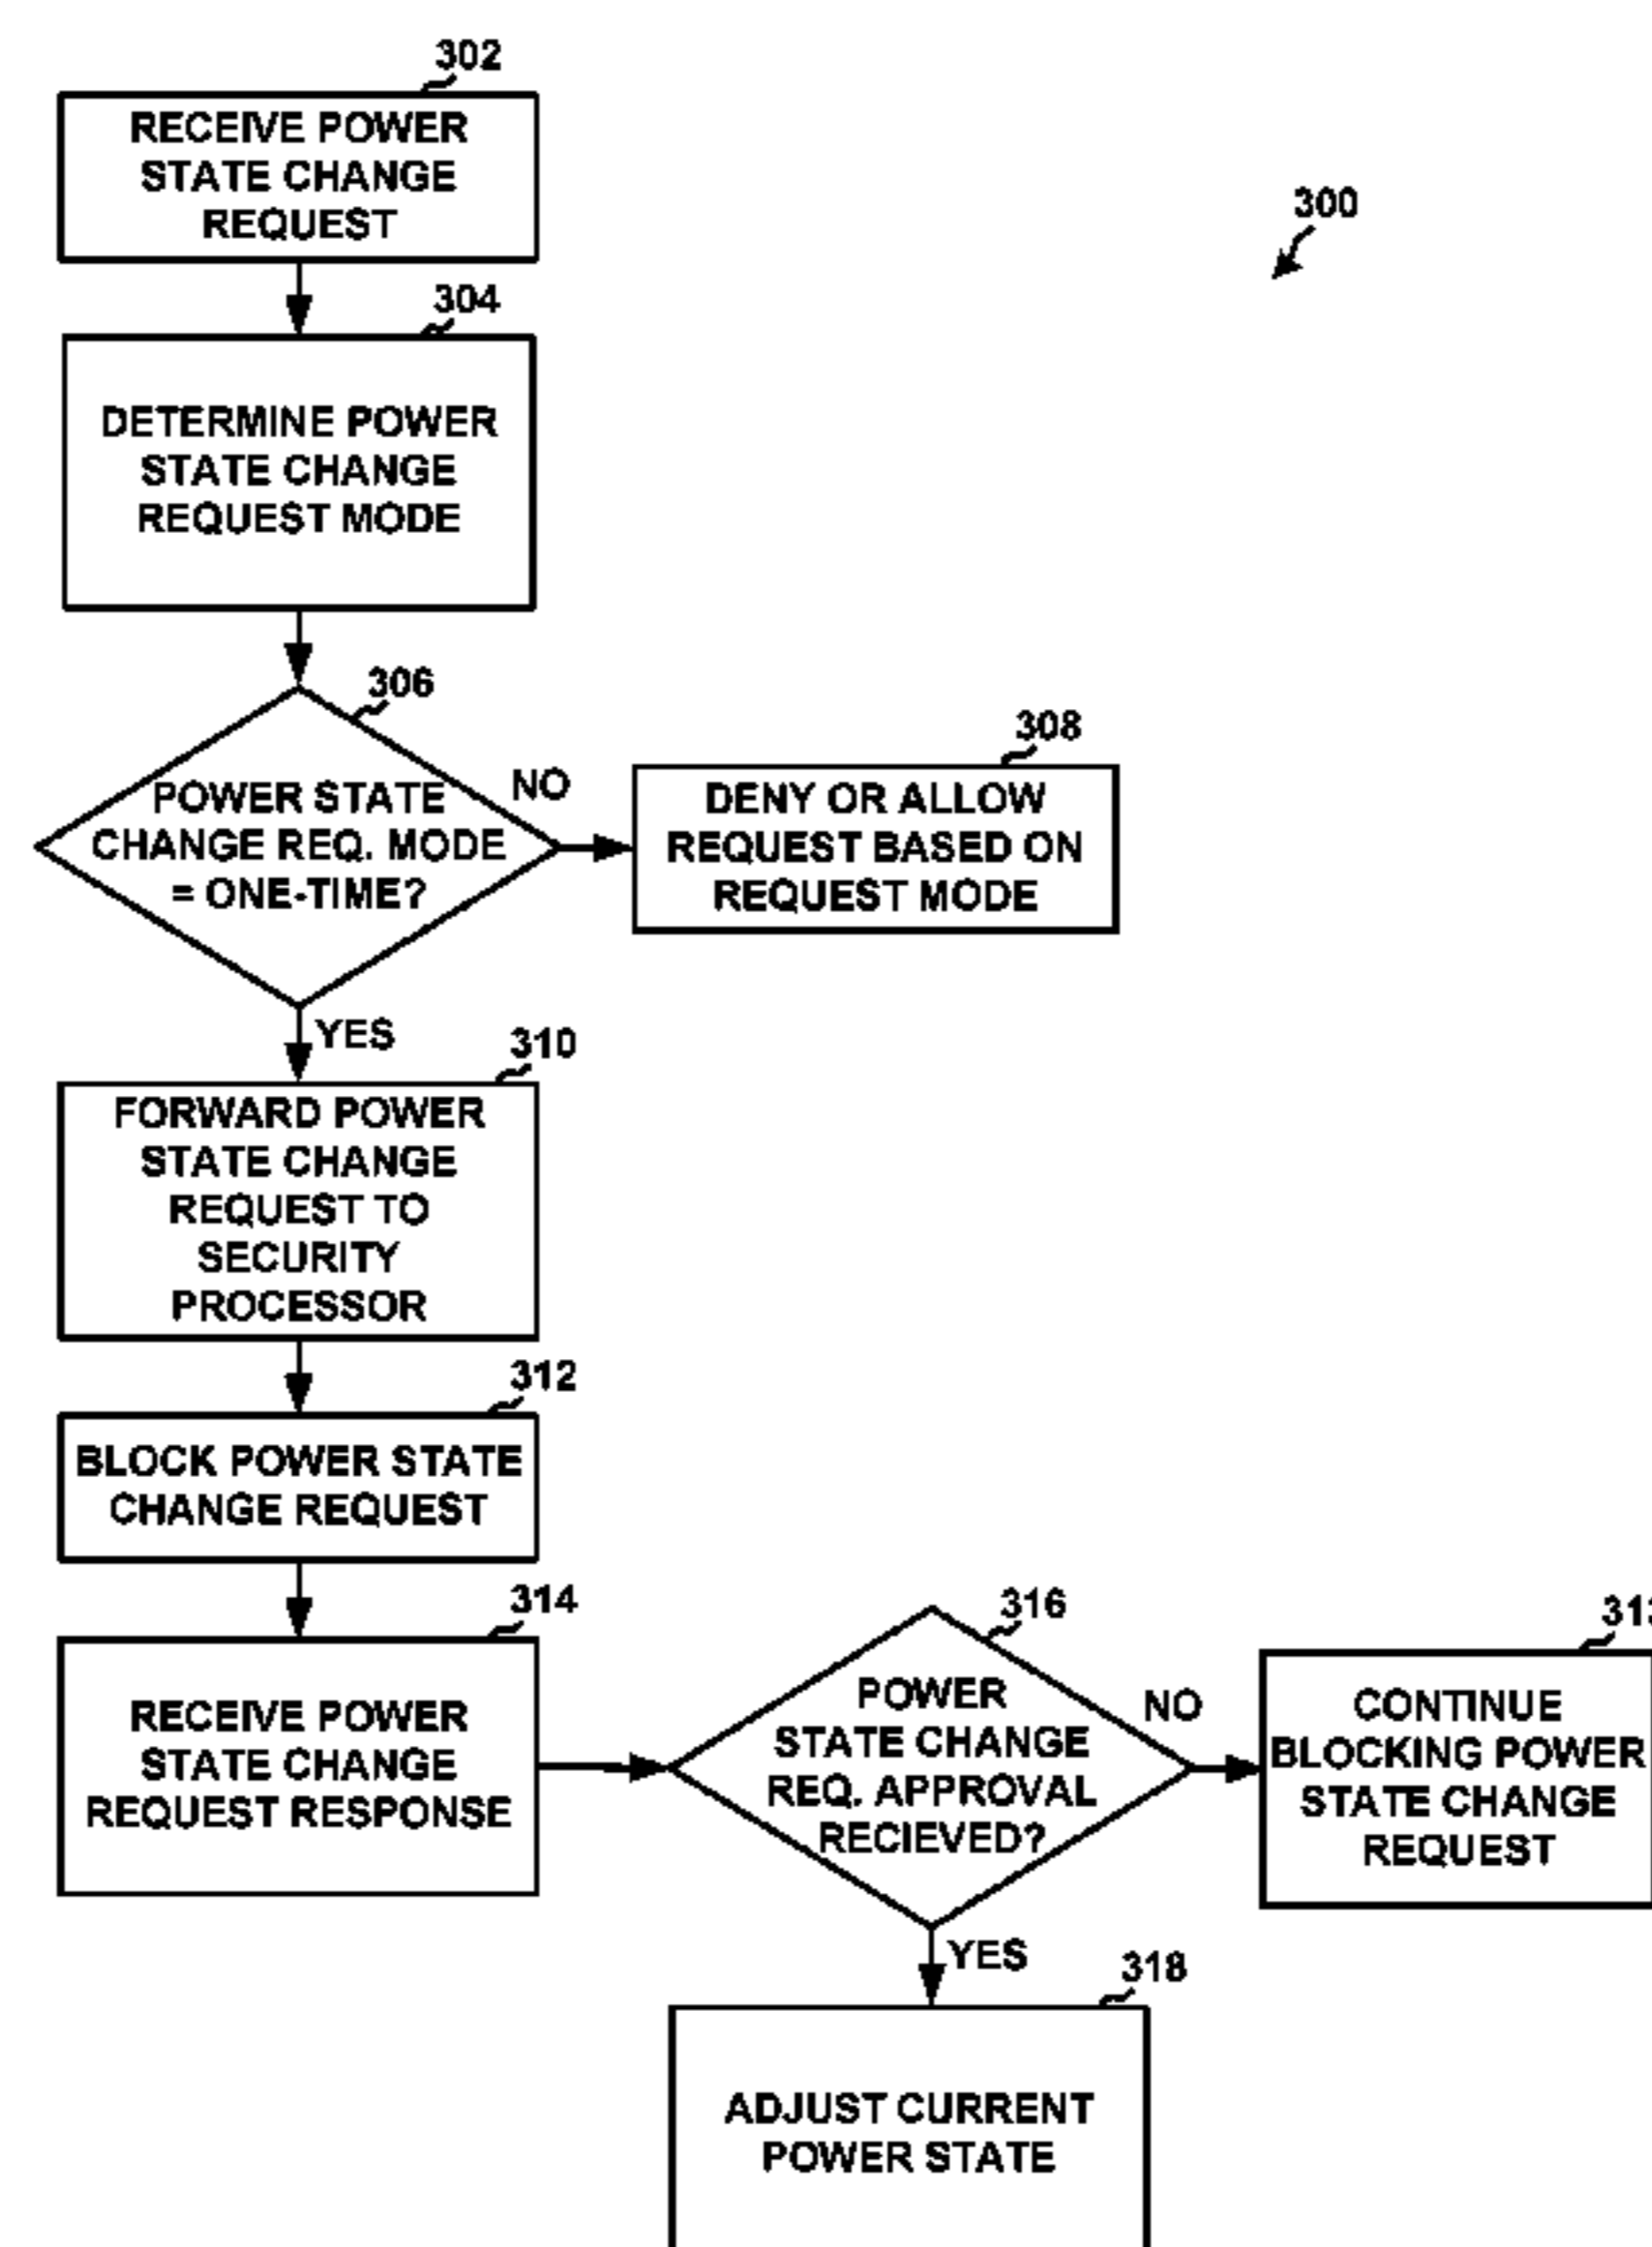 302
RECEIVE POWER
STATE CHANGE
REQUEST
300
304
DETERMINE POWER
STATE CHANGE
REQUEST MODE
306
POWER STATE
CHANGE REQ. MODE
= ONE-TIME?
NO
308
DENY OR ALLOW
REQUEST BASED ON
REQUEST MODE
YES
310
FORWARD POWER
STATE CHANGE
REQUEST TO
SECURITY
PROCESSOR
312
BLOCK POWER STATE
CHANGE REQUEST
314
RECEIVE POWER
STATE CHANGE
REQUEST RESPONSE
316
POWER
STATE CHANGE
REQ. APPROVAL
RECIEVED?
NO
313
CONTINUE
BLOCKING POWER
STATE CHANGE
REQUEST
YES
318
ADJUST CURRENT
POWER STATE